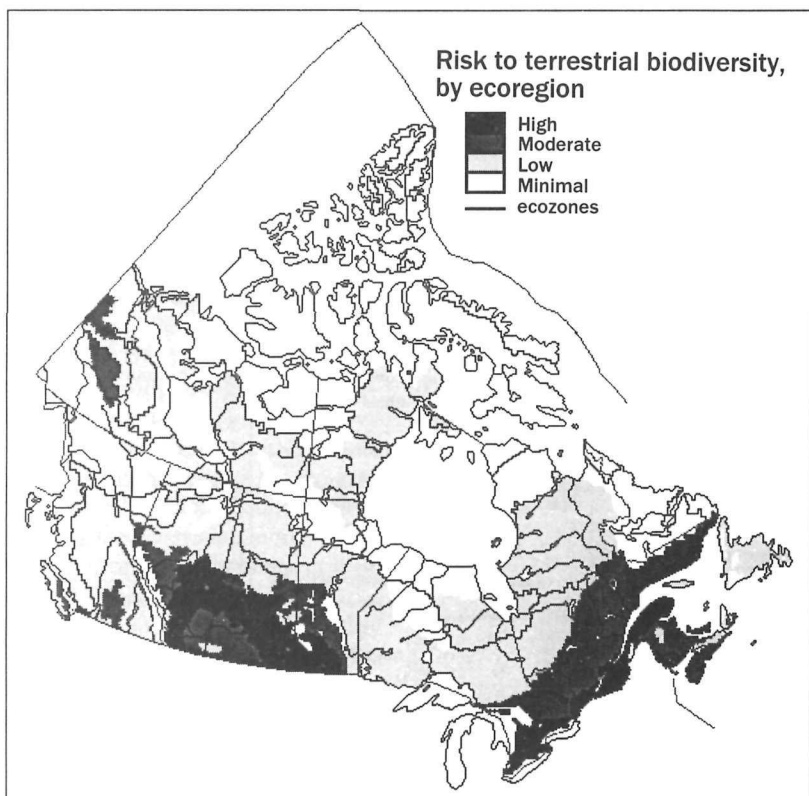 Risk to terrestrial biodiversity,
by ecoregion
High
Moderate
Low
Minimal
ecozones